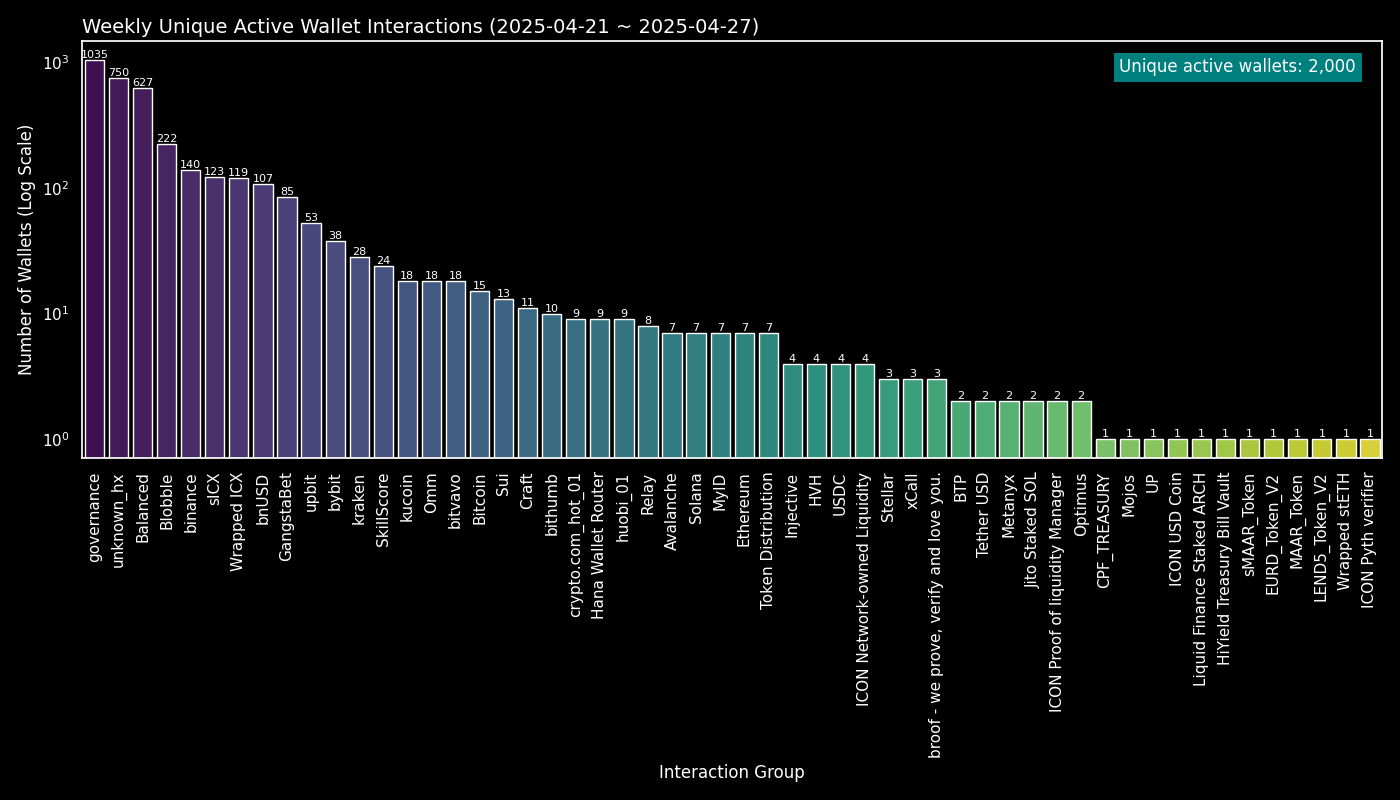 Weekly Unique Active Wallet Interactions (2025-04-21 ~ 2025-04-27)
Unique active wallets: 2,000
Number of Wallets (Log Scale)
10³
10²
10¹
10⁰
1035
750
627
222
140
123
119
107
85
53
38
28
24
18
18
18
15
13
11
10
9
9
9
8
7
7
7
7
7
4
4
4
4
3
3
3
2
2
2
2
2
2
1
1
1
1
1
1
1
1
1
1
1
1
governance
unknown_hx
Balanced
Blobble
binance
sICX
Wrapped ICX
bnUSD
GangstaBet
upbit
bybit
kraken
SkillScore
kucoin
Omm
bitvavo
Bitcoin
Sui
Craft
bithumb
crypto.com_hot_01
Hana Wallet Router
huobi_01
Relay
Avalanche
Solana
MyID
Ethereum
Token Distribution
Injective
HVH
USDC
ICON Network-owned Liquidity
Stellar
xCall
broof - we prove, verify and love you.
BTP
Tether USD
Metanyx
Jito Staked SOL
ICON Proof of liquidity Manager
Optimus
CPF_TREASURY
Mojos
UP
ICON USD Coin
Liquid Finance Staked ARCH
HiYield Treasury Bill Vault
sMAAR_Token
EURD_Token_V2
MAAR_Token
LEND5_Token_V2
Wrapped stETH
ICON Pyth verifier
Interaction Group